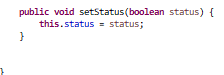 public void setStatus(boolean status) {
this.status = status;
}
}